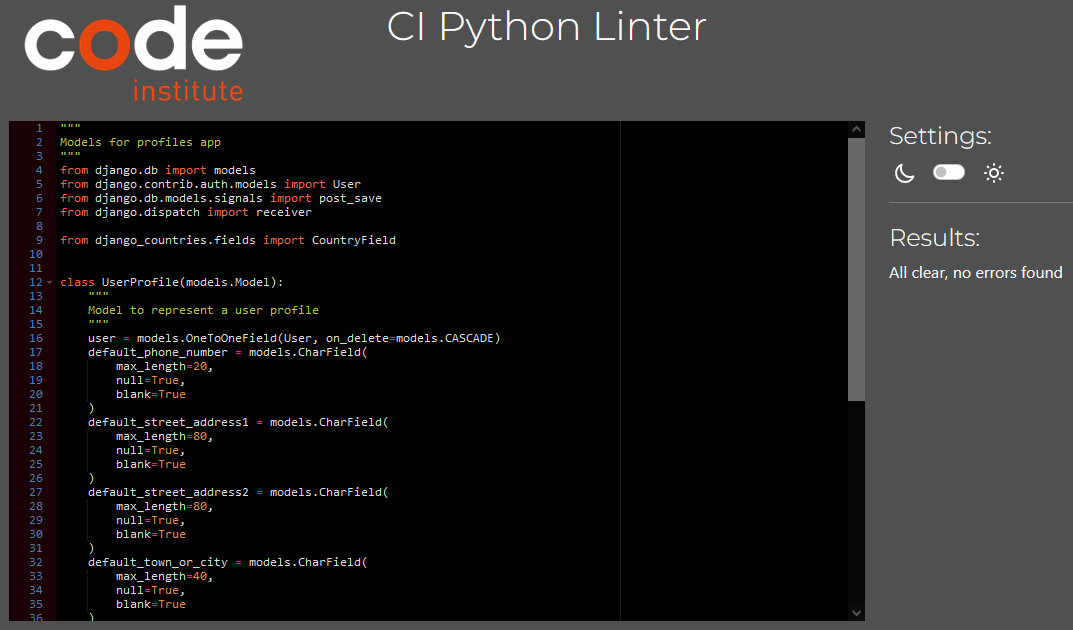 code
institute
CI Python Linter
1 """
2 Models for profiles app
3 """
4 from django.db import models
5 from django.contrib.auth.models import User
6 from django.db.models.signals import post_save
7 from django.dispatch import receiver
8
9 from django_countries.fields import CountryField
10
11
12 class UserProfile(models.Model):
13     """
14     Model to represent a user profile
15     """
16     user = models.OneToOneField(User, on_delete=models.CASCADE)
17     default_phone_number = models.CharField(
18         max_length=20,
19         null=True,
20         blank=True
21     )
22     default_street_address1 = models.CharField(
23         max_length=80,
24         null=True,
25         blank=True
26     )
27     default_street_address2 = models.CharField(
28         max_length=80,
29         null=True,
30         blank=True
31     )
32     default_town_or_city = models.CharField(
33         max_length=40,
34         null=True,
35         blank=True
36     )
Settings:
Results:
All clear, no errors found